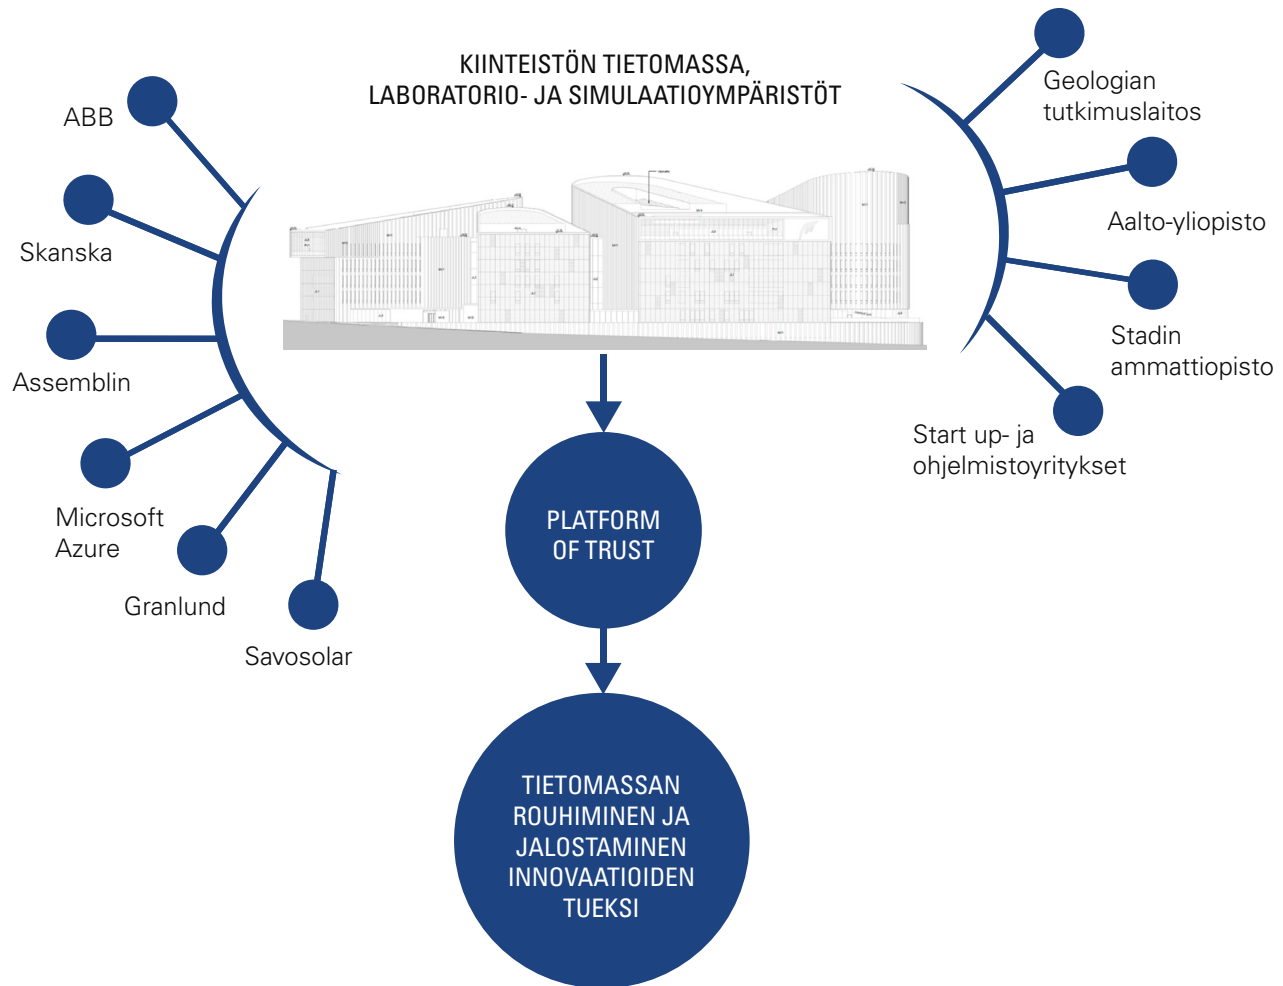 KIINTEISTÖN TIETOMASSA,
LABORATORIO- JA SIMULAATIOYMPÄRISTÖT
ABB
Skanska
Assemblin
Microsoft
Azure
Granlund
Savosolar
Geologian
tutkimuslaitos
Aalto-yliopisto
Stadin
ammattiopisto
Start up- ja
ohjelmistoyritykset
PLATFORM
OF TRUST
TIETOMASSAN
ROUHIMINEN JA
JALOSTAMINEN
INNOVAATIOIDEN
TUEKSI